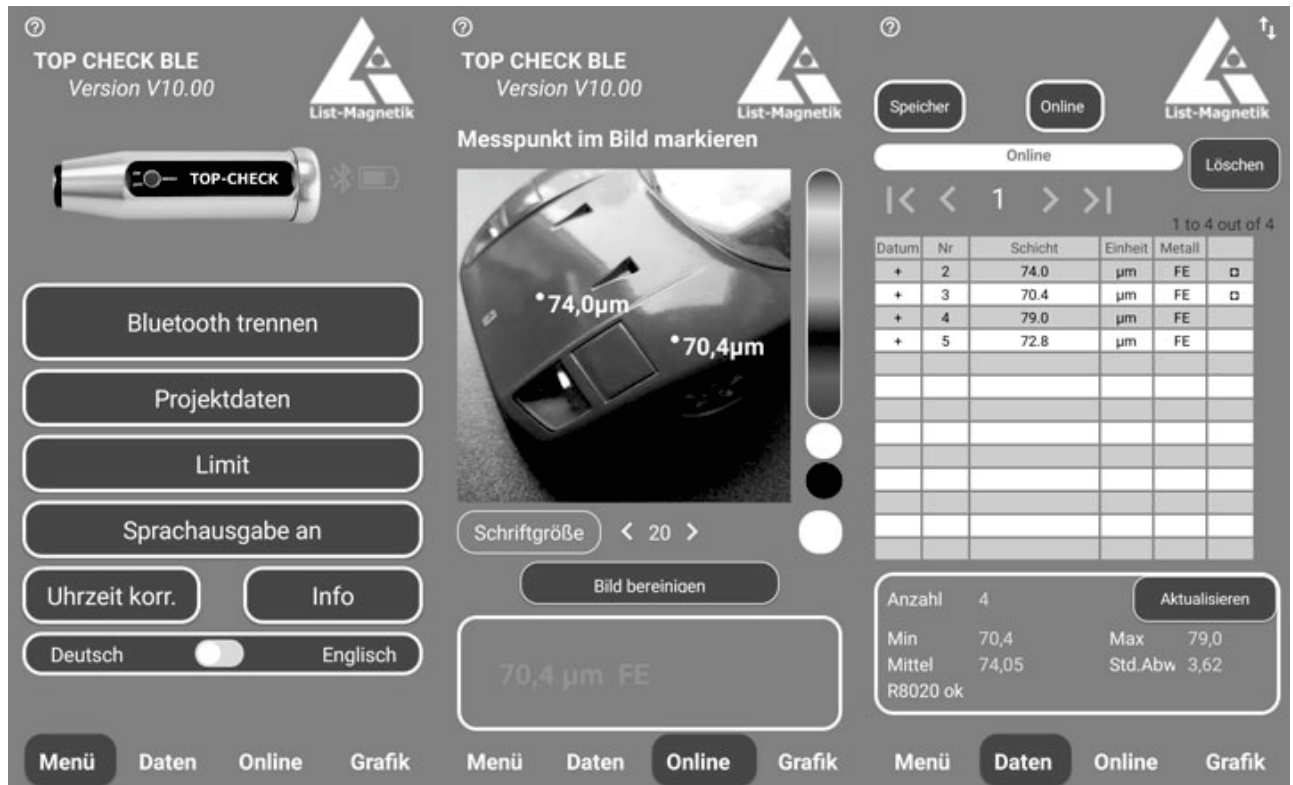 TOP CHECK BLE
Version V10.00
List-Magnetik
TOP-CHECK
Bluetooth trennen
Projektdaten
Limit
Sprachausgabe an
Uhrzeit korr. Info
Deutsch Englisch
Menü Daten Online Grafik
TOP CHECK BLE
Version V10.00
List-Magnetik
Messpunkt im Bild markieren
74,0µm
70,4µm
Schriftgröße < 20 >
Bild bereinigen
70,4 µm FE
Menü Daten Online Grafik
List-Magnetik
Speicher Online
Online Löschen
1
1 to 4 out of 4
Datum Nr Schicht Einheit Metall
+ 2 74.0 µm FE
+ 3 70.4 µm FE
+ 4 79.0 µm FE
+ 5 72.8 µm FE
Anzahl 4 Aktualisieren
Min 70,4 Max 79,0
Mittel 74,05 Std.Abw 3,62
R8020 ok
Menü Daten Online Grafik